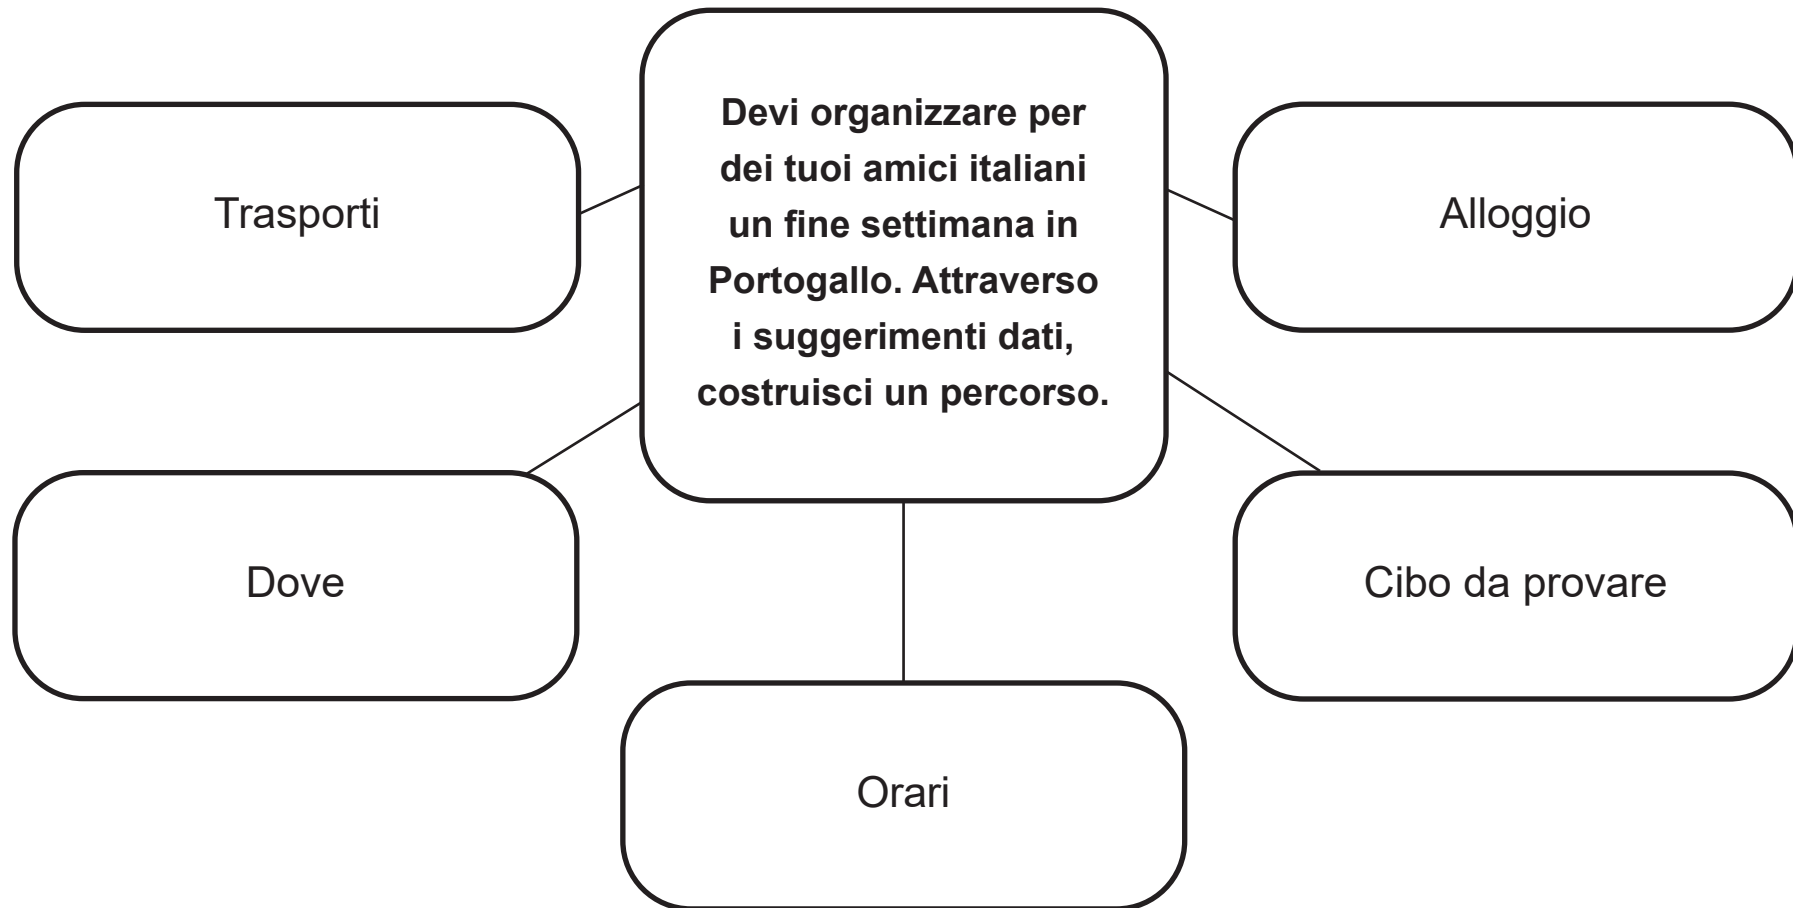 Devi organizzare per
dei tuoi amici italiani
un fine settimana in
Portogallo. Attraverso
i suggerimenti dati,
costruisci un percorso.
Trasporti
Alloggio
Dove
Cibo da provare
Orari